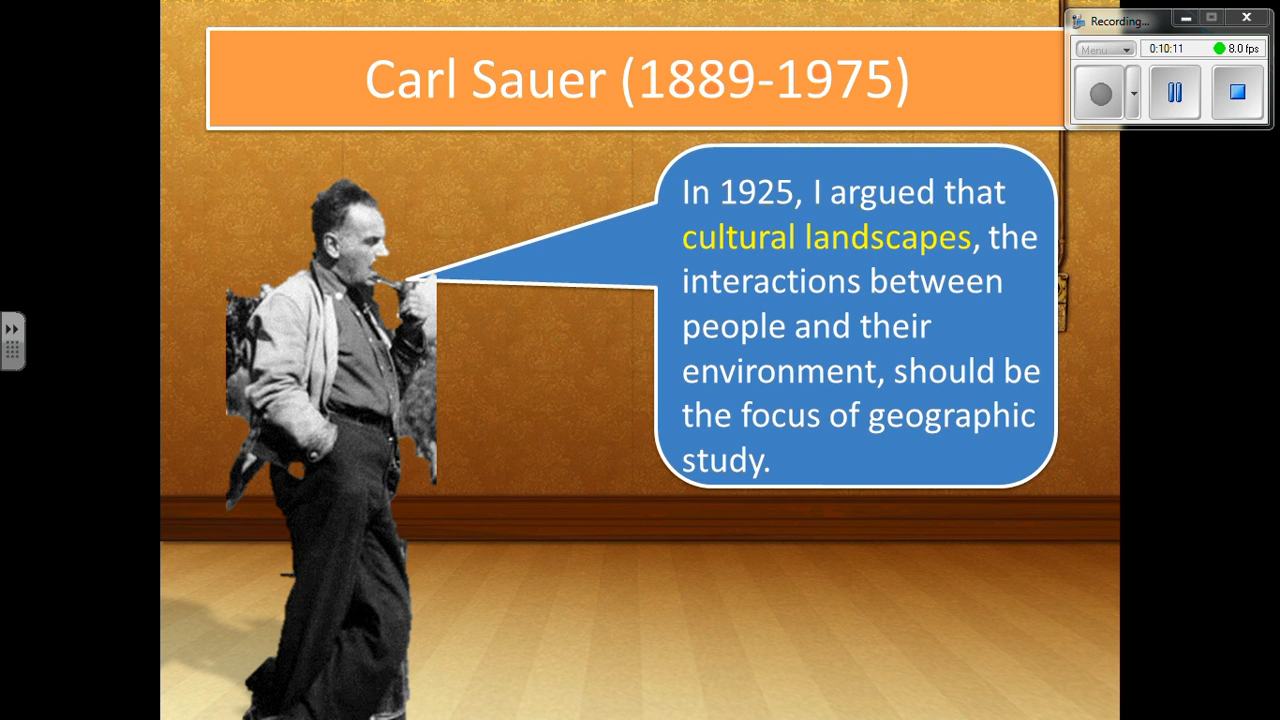 Carl Sauer (1889-1975)
Recording...
Menu
0:10:11
8.0 fps
In 1925, I argued that
cultural landscapes, the
interactions between
people and their
environment, should be
the focus of geographic
study.